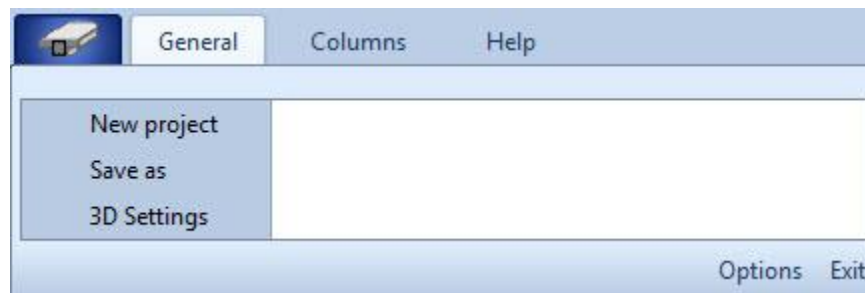 General Columns Help
New project
Save as
3D Settings
Options Exit